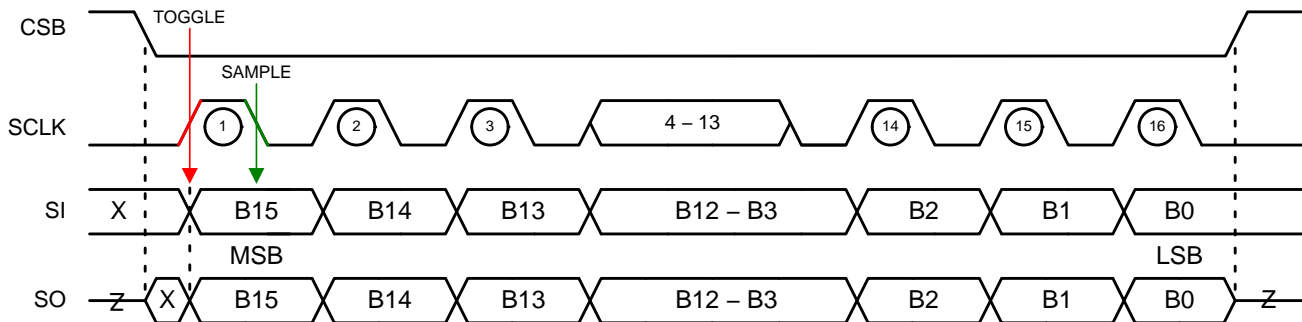 TOGGLE
CSB
SAMPLE
SCLK 1 2 3 4 – 13 14 15 16
SI X B15 B14 B13 B12 – B3 B2 B1 B0
MSB LSB
SO Z X B15 B14 B13 B12 – B3 B2 B1 B0 Z